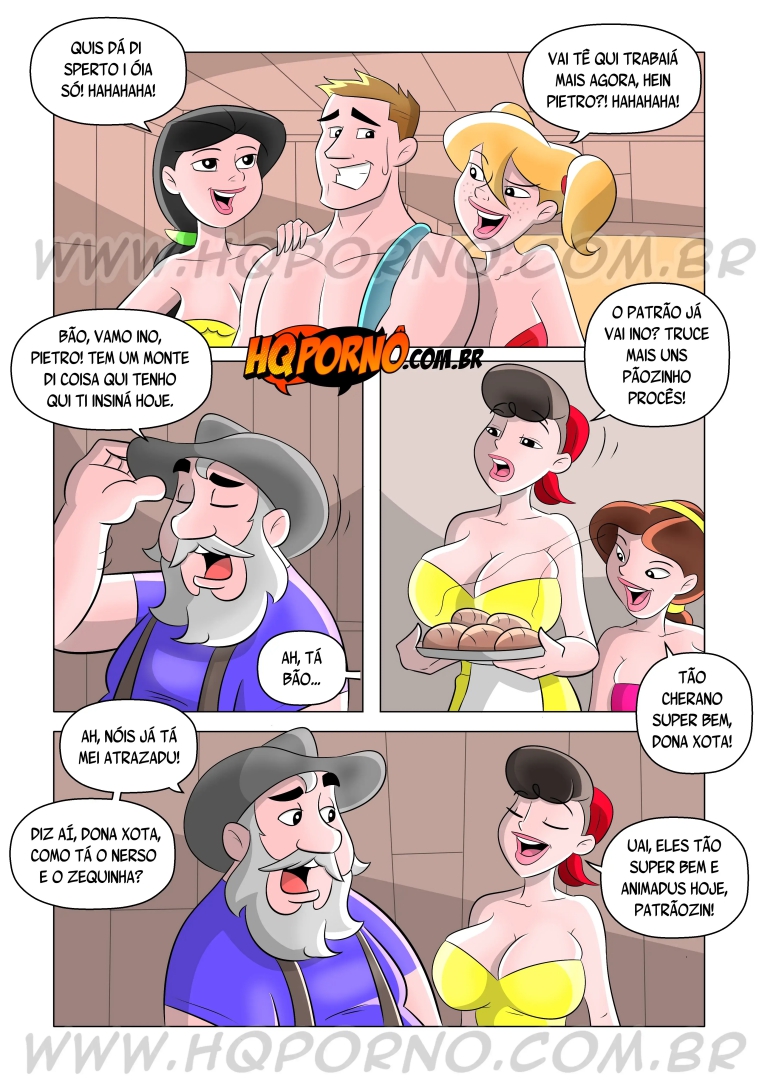 QUIS DÁ DI
SPERTO I ÓIA
SÓ! HAHAHAHA!
VAI TÊ QUI TRABAIÁ
MAIS AGORA, HEIN
PIETRO?! HAHAHAHA!
WWW.HQPORNO.COM.BR
BÃO, VAMO INO,
PIETRO! TEM UM MONTE
DI COISA QUI TENHO
QUI TI INSINÁ HOJE.
HQPORNÔ.COM.BR
O PATRÃO JÁ
VAI INO? TRUCE
MAIS UNS
PÃOZINHO
PROCÊS!
AH, TÁ
BÃO...
TÃO
CHERANO
SUPER BEM,
DONA XOTA!
AH, NÓIS JÁ TÁ
MEI ATRAZADU!
DIZ AÍ, DONA XOTA,
COMO TÁ O NERSO
E O ZEQUINHA?
UAI, ELES TÃO
SUPER BEM E
ANIMADUS HOJE,
PATRÃOZIN!
WWW.HQPORNO.COM.BR